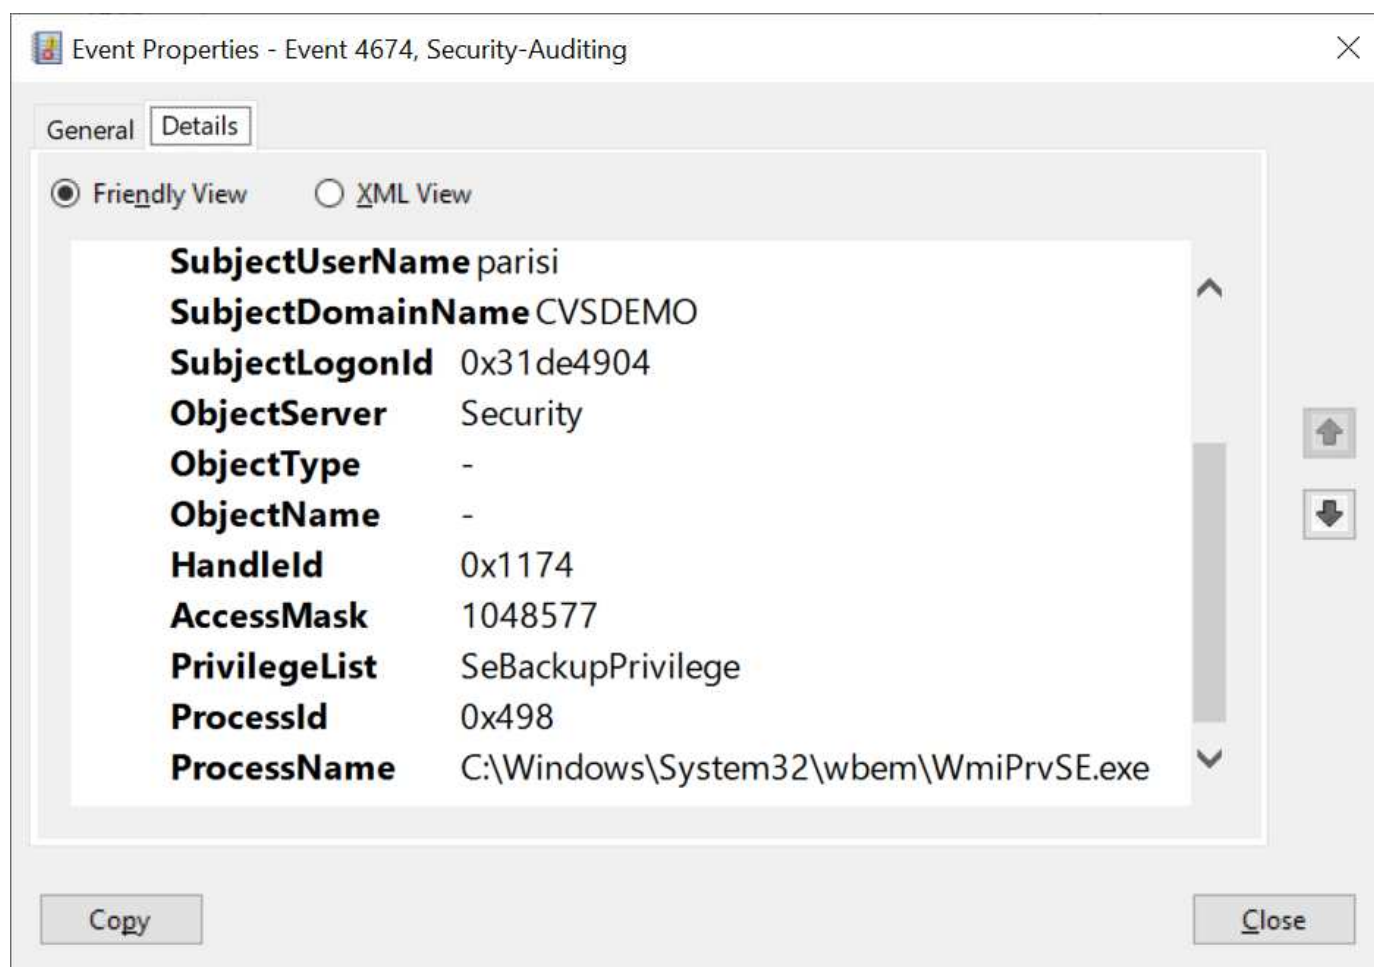 Event Properties - Event 4674, Security-Auditing
General Details
Friendly View XML View
SubjectUserName parisi
SubjectDomainName CVSDEMO
SubjectLogonId 0x31de4904
ObjectServer Security
ObjectType -
ObjectName -
HandleId 0x1174
AccessMask 1048577
PrivilegeList SeBackupPrivilege
ProcessId 0x498
ProcessName C:\Windows\System32\wbem\WmiPrvSE.exe
Copy Close